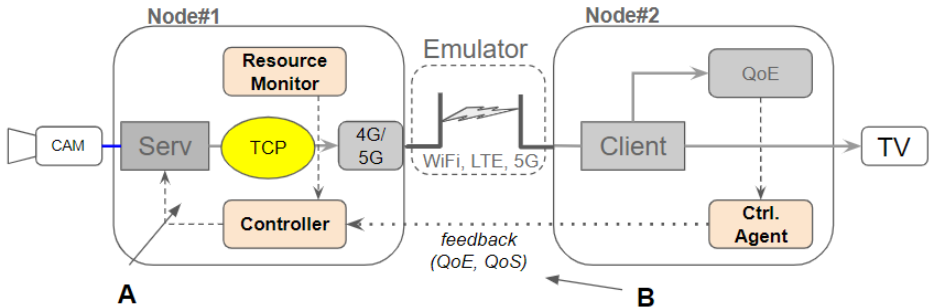 Node#1
Node#2
Resource
Monitor
Emulator
QoE
CAM
Serv
TCP
4G/
5G
WiFi, LTE, 5G
Client
TV
Controller
Ctrl.
Agent
feedback
(QoE, QoS)
A
B